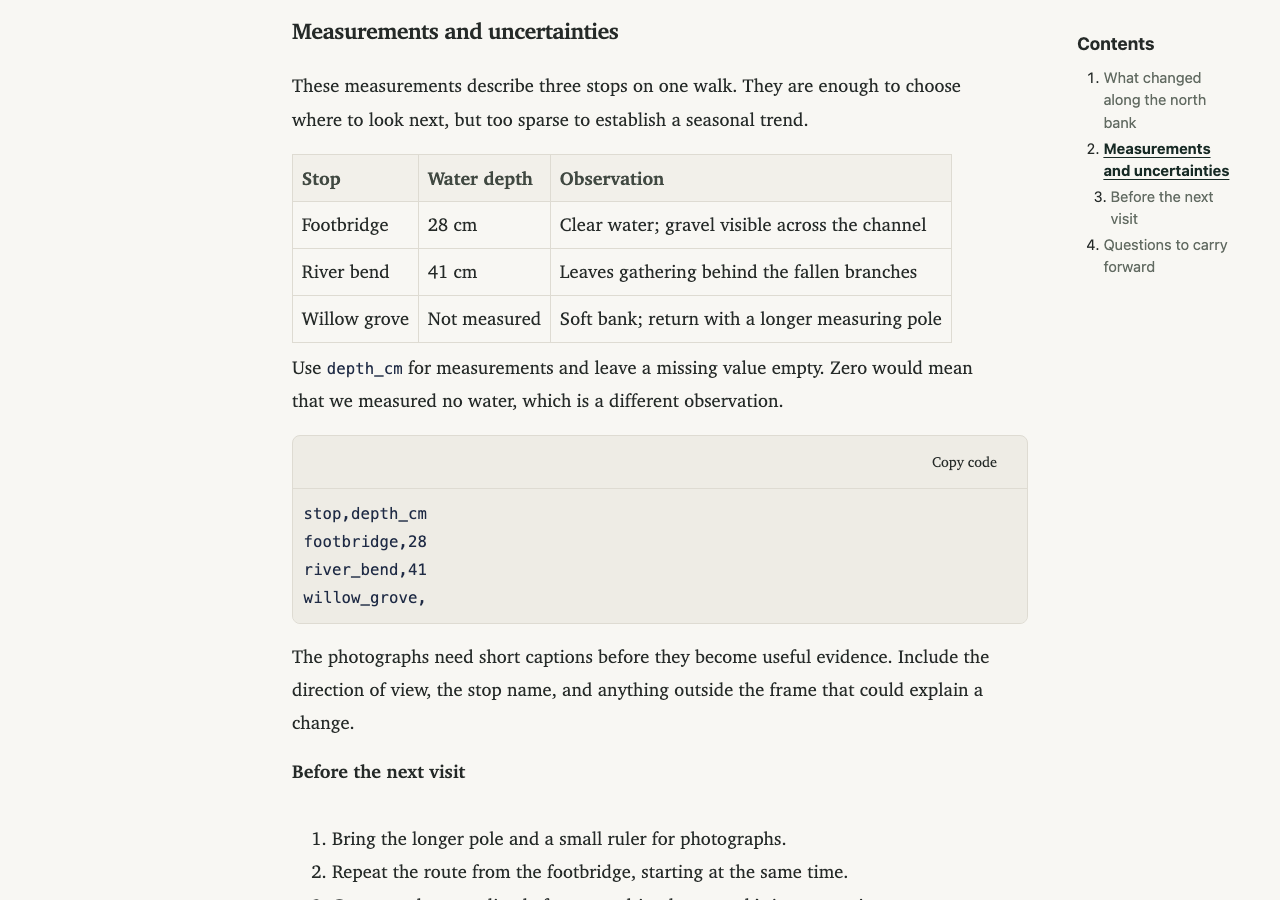 Measurements and uncertainties
These measurements describe three stops on one walk. They are enough to choose
where to look next, but too sparse to establish a seasonal trend.
Stop Water depth Observation
Footbridge 28 cm Clear water; gravel visible across the channel
River bend 41 cm Leaves gathering behind the fallen branches
Willow grove Not measured Soft bank; return with a longer measuring pole
Use depth_cm for measurements and leave a missing value empty. Zero would mean
that we measured no water, which is a different observation.
Copy code
stop,depth_cm
footbridge,28
river_bend,41
willow_grove,
The photographs need short captions before they become useful evidence. Include the
direction of view, the stop name, and anything outside the frame that could explain a
change.
Before the next visit
1. Bring the longer pole and a small ruler for photographs.
2. Repeat the route from the footbridge, starting at the same time.
Contents
1. What changed
along the north
bank
2. Measurements
and uncertainties
3. Before the next
visit
4. Questions to carry
forward